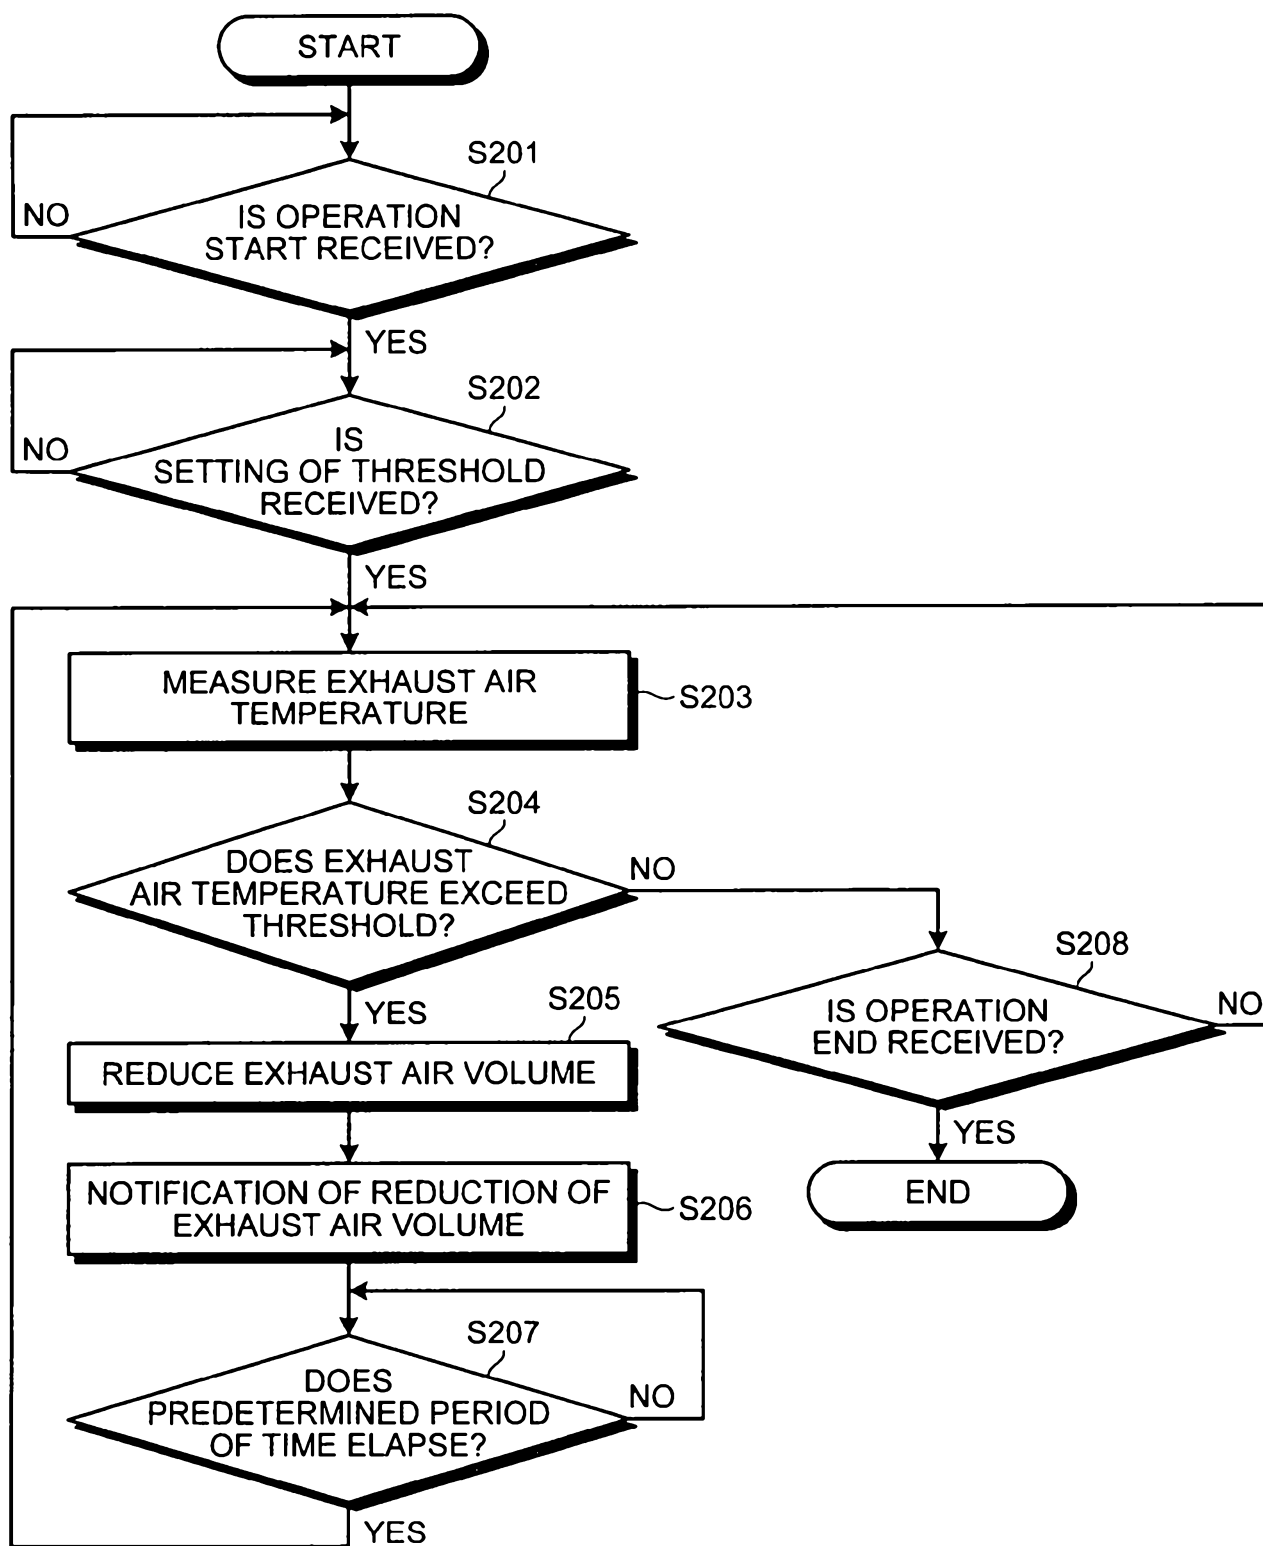 START
S201
IS OPERATION
START RECEIVED?
NO
YES
S202
IS
SETTING OF THRESHOLD
RECEIVED?
NO
YES
MEASURE EXHAUST AIR
TEMPERATURE
S203
S204
DOES EXHAUST
AIR TEMPERATURE EXCEED
THRESHOLD?
NO
YES
S208
IS OPERATION
END RECEIVED?
NO
YES
END
S205
REDUCE EXHAUST AIR VOLUME
NOTIFICATION OF REDUCTION OF
EXHAUST AIR VOLUME
S206
S207
DOES
PREDETERMINED PERIOD
OF TIME ELAPSE?
NO
YES